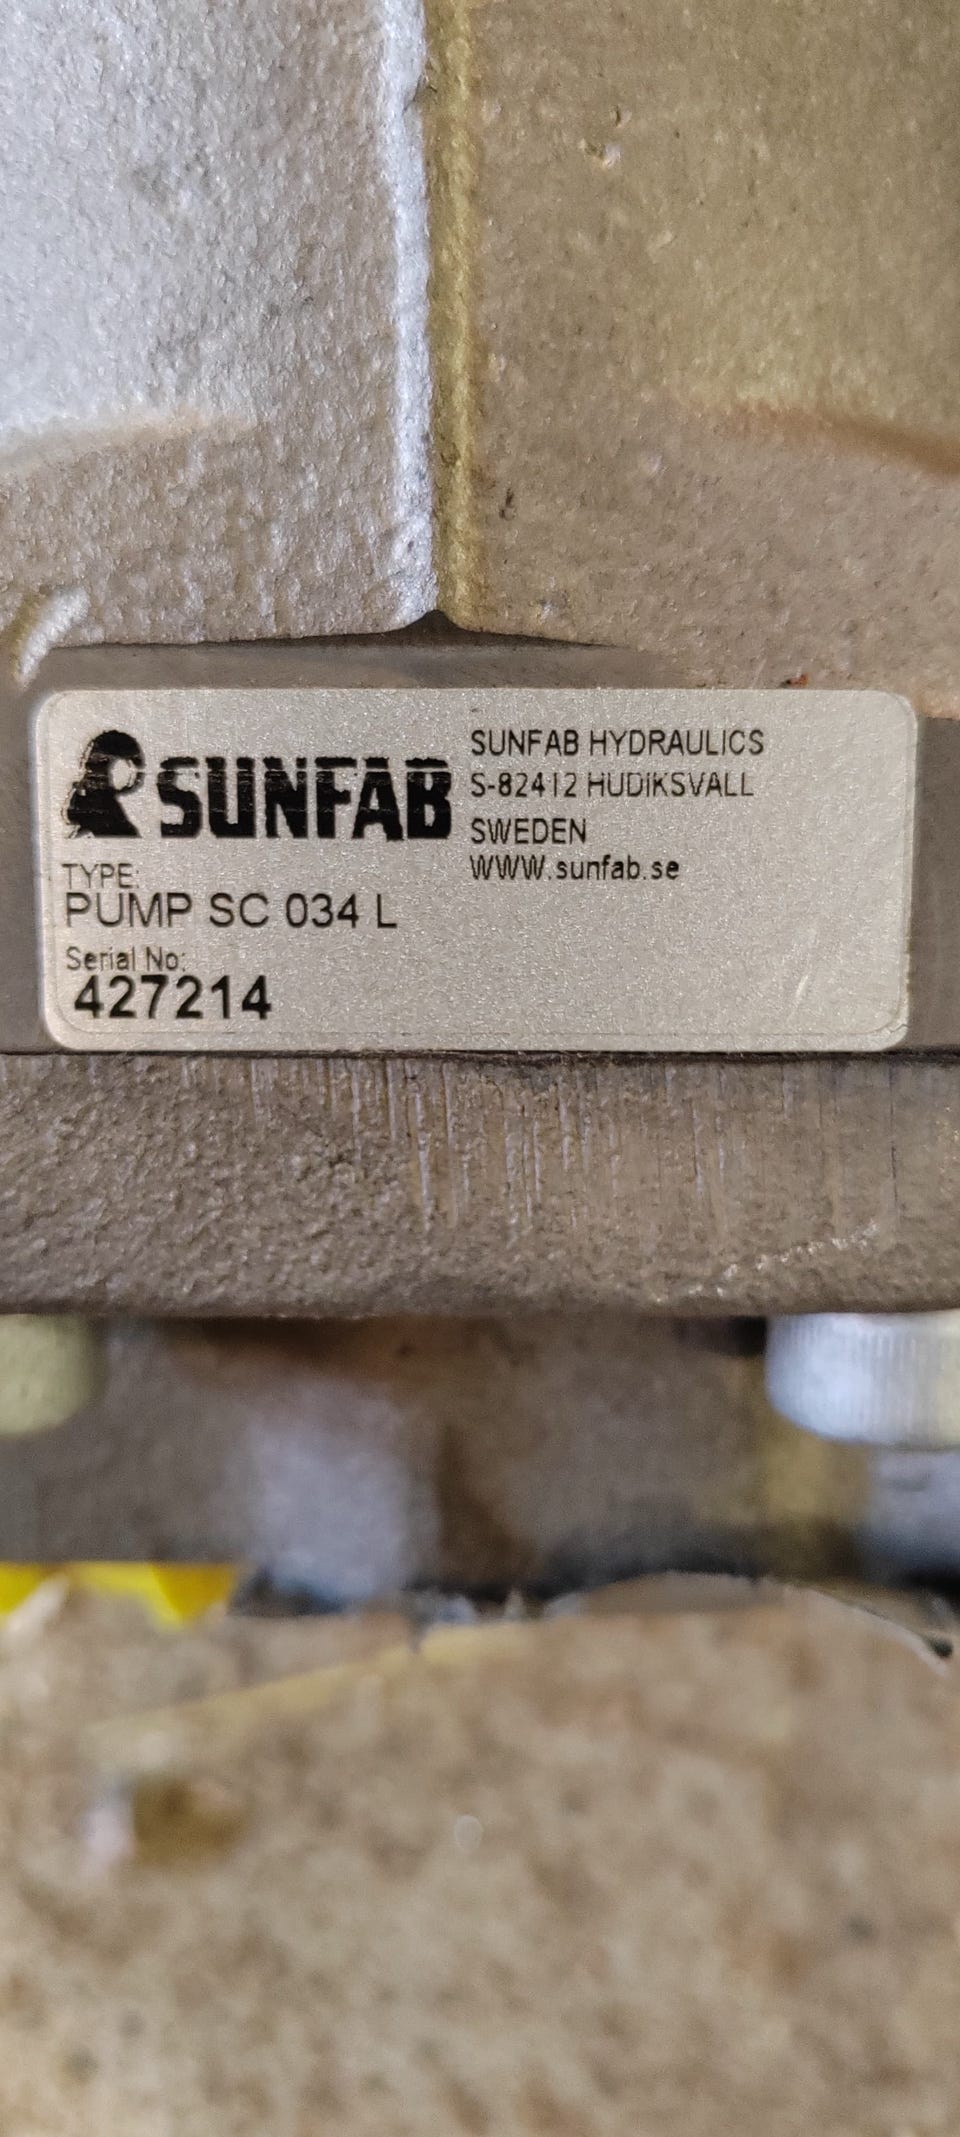 SUNFAB
SUNFAB HYDRAULICS
S-82412 HUDIKSVALL
SWEDEN
WWW.sunfab.se
TYPE:
PUMP SC 034 L
Serial No:
427214